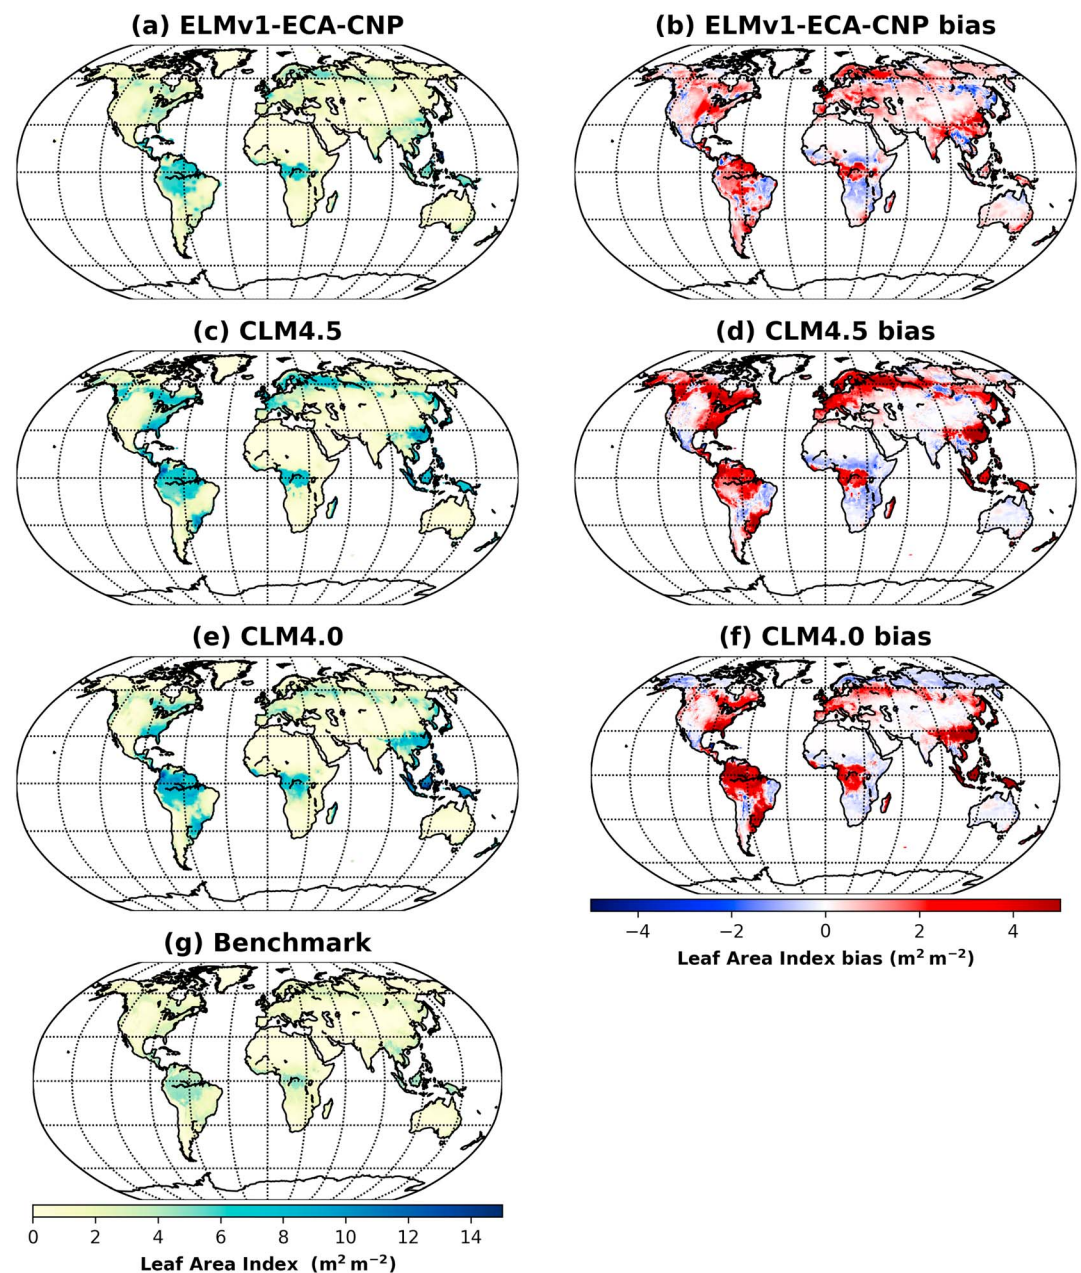 (a) ELMv1-ECA-CNP
(b) ELMv1-ECA-CNP bias
(c) CLM4.5
(d) CLM4.5 bias
(e) CLM4.0
(f) CLM4.0 bias
−4 −2 0 2 4
Leaf Area Index bias (m² m⁻²)
(g) Benchmark
0 2 4 6 8 10 12 14
Leaf Area Index (m² m⁻²)